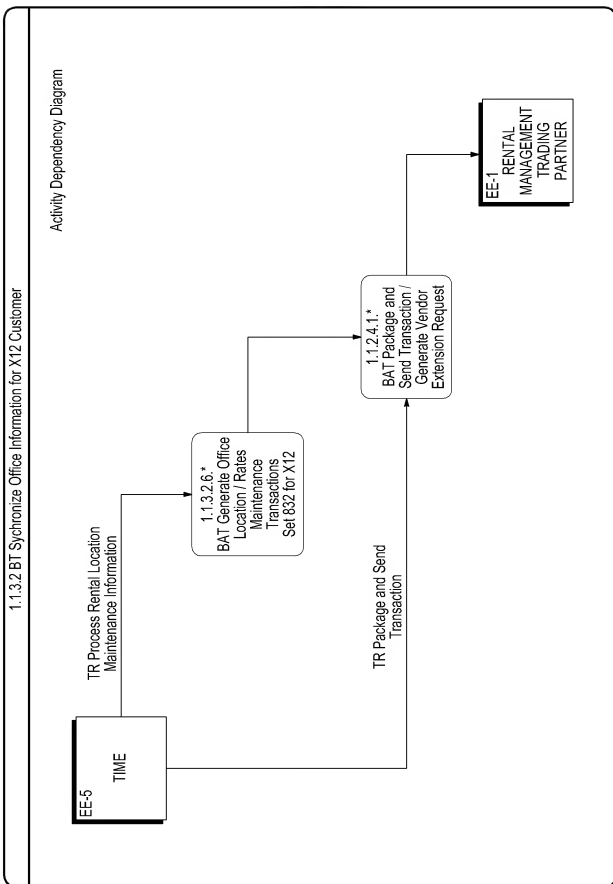 1.1.3.2 BT Sychronize Office Information for X12 Customer
Activity Dependency Diagram
EE-5
TIME
TR Process Rental Location
Maintenance Information
1.1.3.2.6.*
BAT Generate Office
Location / Rates
Maintenance
Transactions
Set 832 for X12
TR Package and Send
Transaction
1.1.2.4.1.*
BAT Package and
Send Transaction /
Generate Vendor
Extension Request
EE-1
RENTAL
MANAGEMENT
TRADING
PARTNER